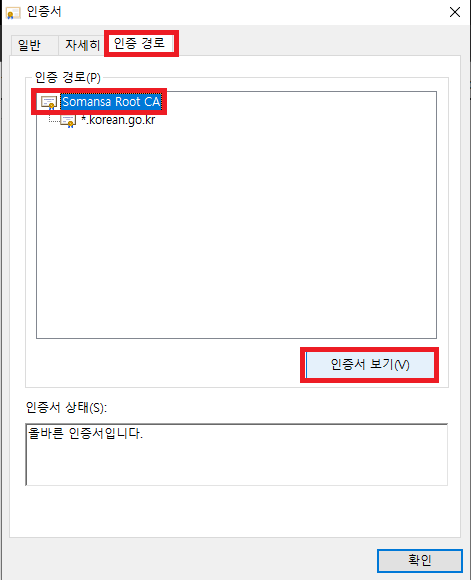 인증서
일반
자세히
인증 경로
인증 경로(P)
Somansa Root CA
*.korean.go.kr
인증서 보기(V)
인증서 상태(S):
올바른 인증서입니다.
확인